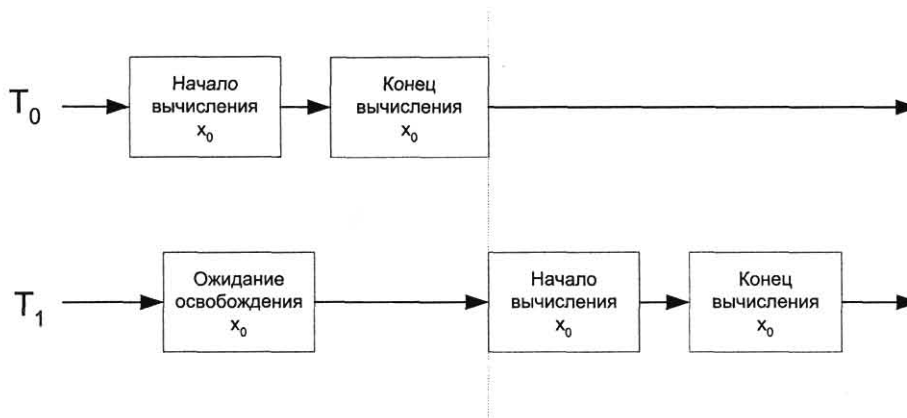 T₀
Начало
вычисления
x₀
Конец
вычисления
x₀
T₁
Ожидание
освобождения
x₀
Начало
вычисления
x₀
Конец
вычисления
x₀